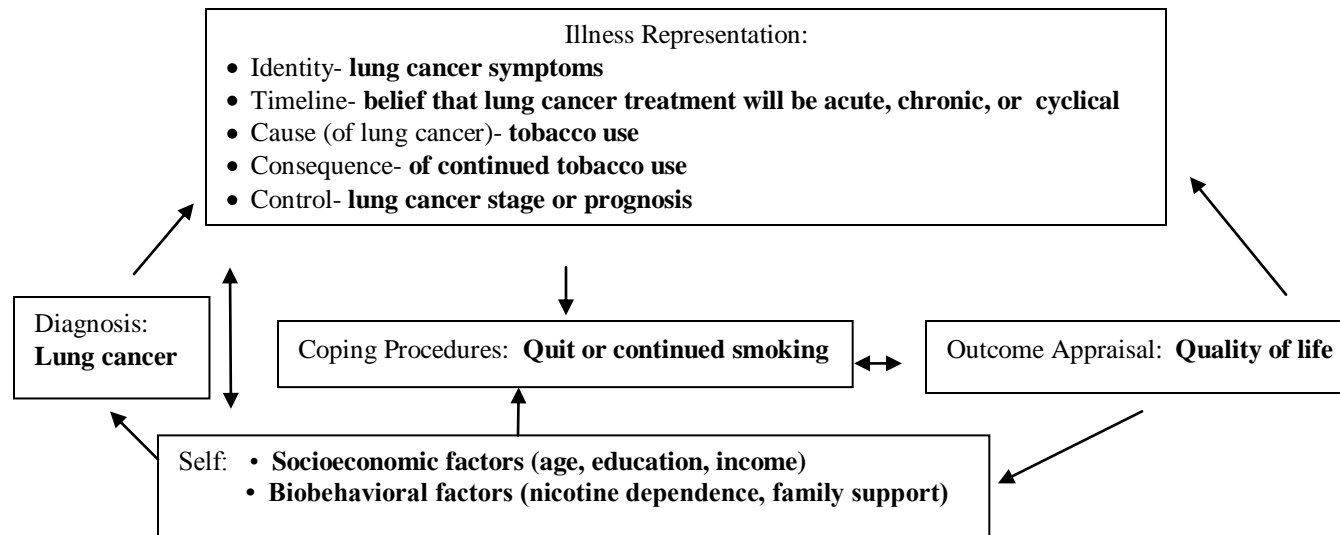 Illness Representation:
• Identity- lung cancer symptoms
• Timeline- belief that lung cancer treatment will be acute, chronic, or  cyclical
• Cause (of lung cancer)- tobacco use
• Consequence- of continued tobacco use
• Control- lung cancer stage or prognosis
Diagnosis:
Lung cancer
Coping Procedures:  Quit or continued smoking
Outcome Appraisal:  Quality of life
Self:   • Socioeconomic factors (age, education, income)
• Biobehavioral factors (nicotine dependence, family support)